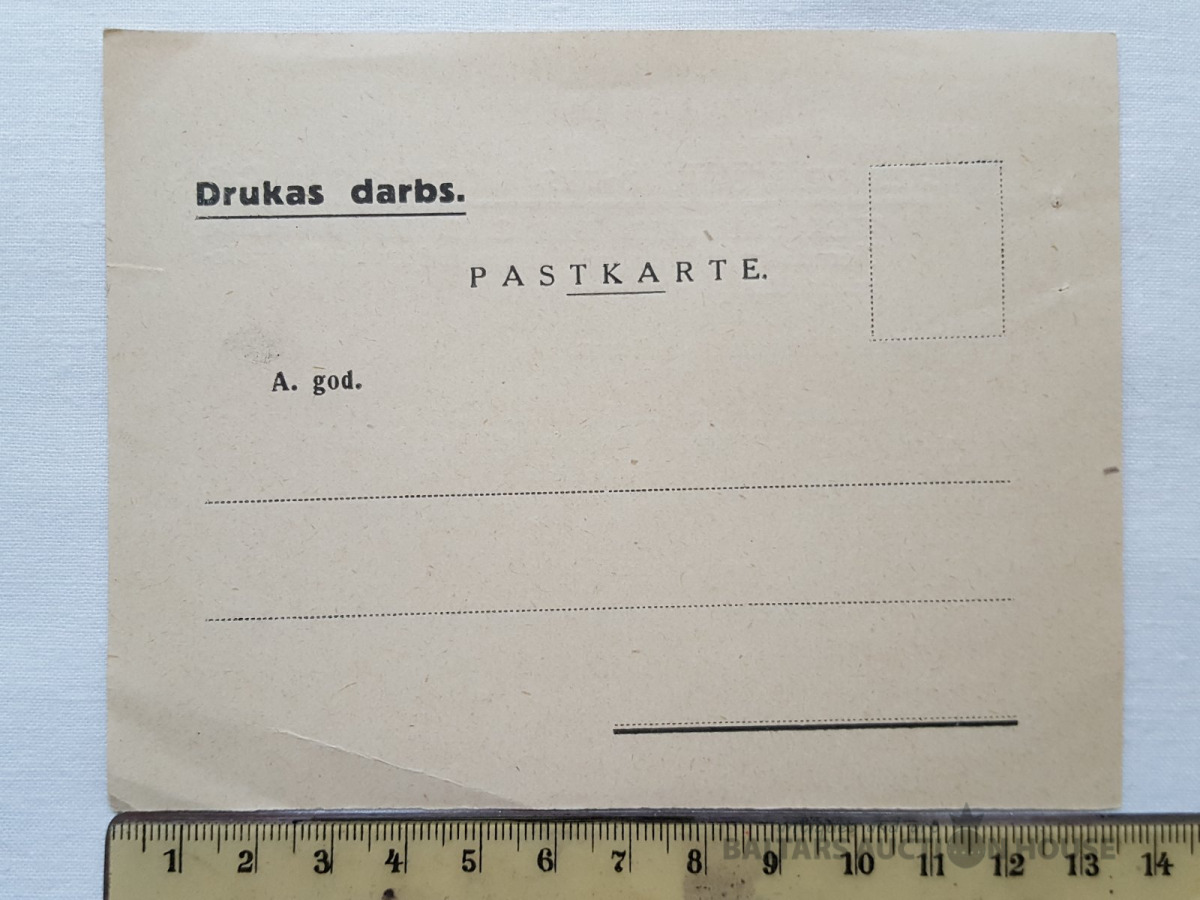 Drukas darbs.
PASTKARTE.
A. god.
1 2 3 4 5 6 7 8 9 10 11 12 13 14
BALTARS AUCTION HOUSE